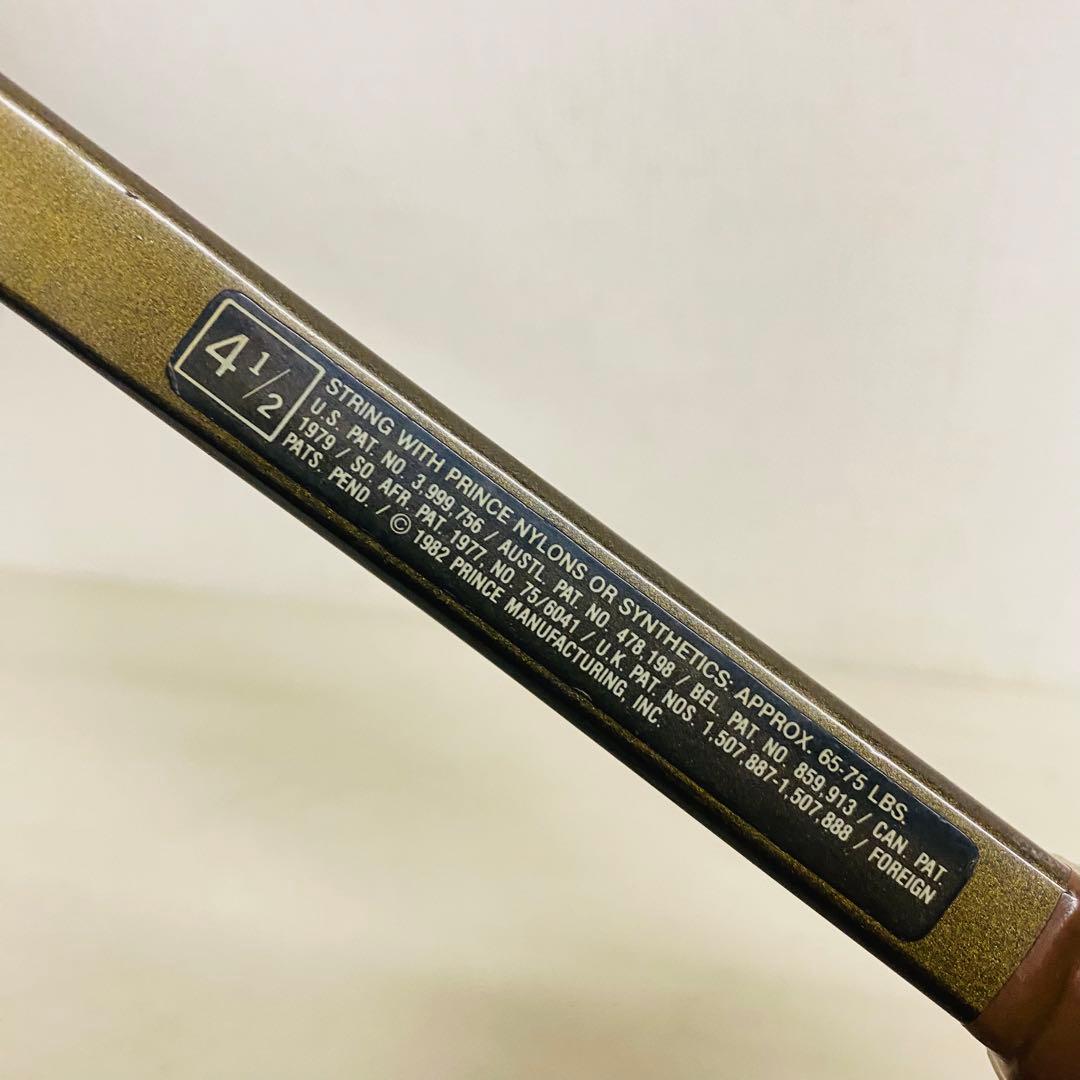 4 1/2
STRING WITH PRINCE NYLONS OR SYNTHETICS: APPROX. 65-75 LBS.
U.S. PAT. NO. 3,999,756 / AUSTL. PAT. NO. 478,198 / BEL. PAT. NO. 859,913 / CAN. PAT.
1979 / SO. AFR. PAT. 1977, NO. 75/6041 / U.K. PAT. NOS. 1,507,887-1,507,888 / FOREIGN
PATS. PEND. / © 1982 PRINCE MANUFACTURING, INC.